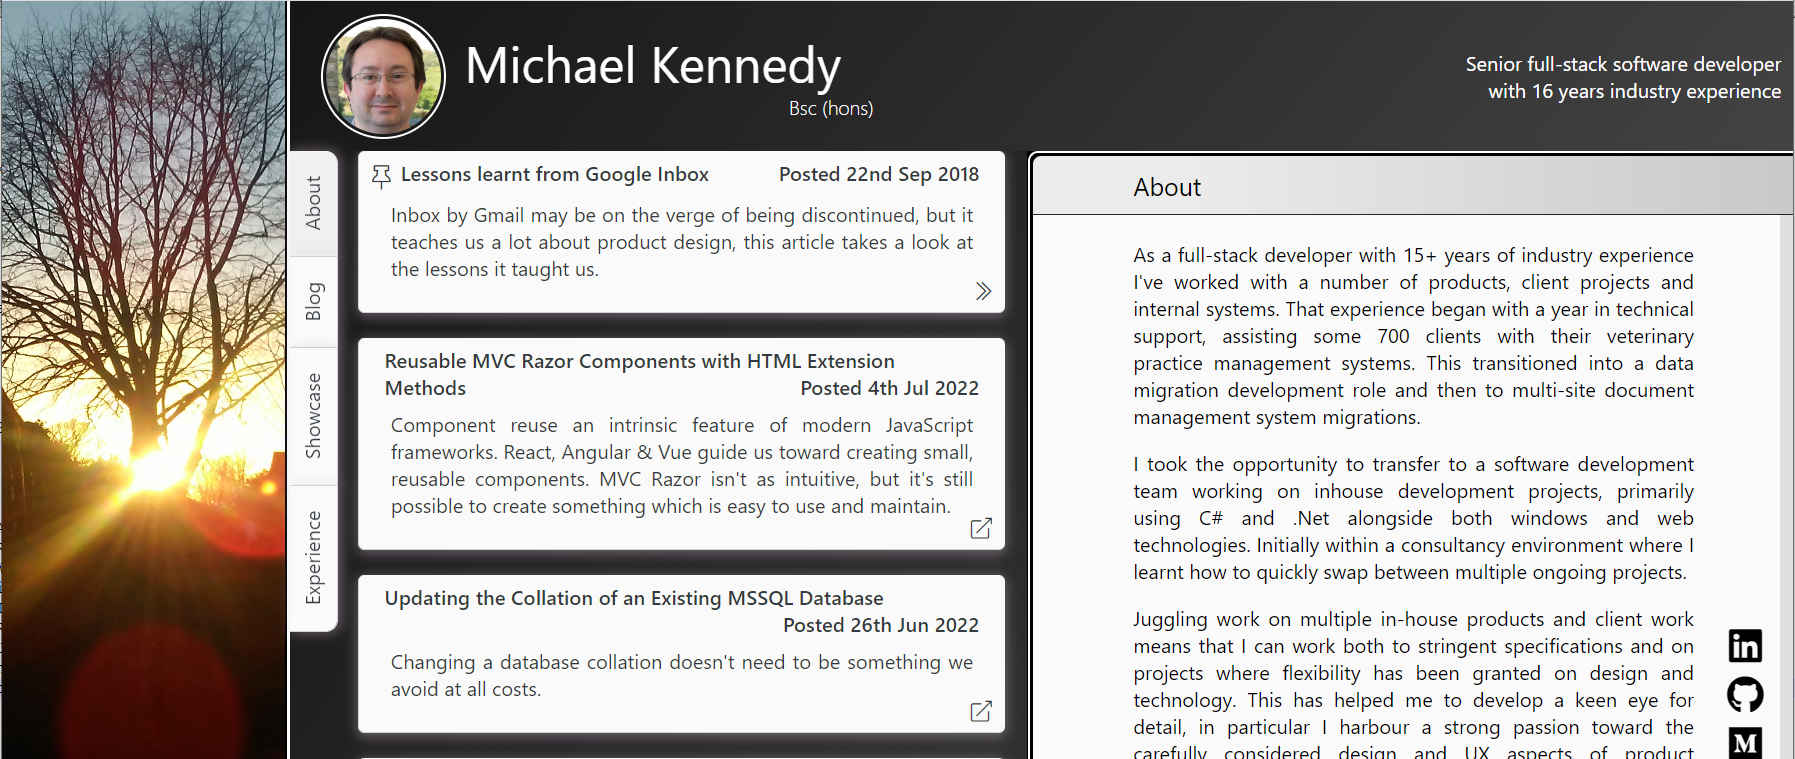 Michael Kennedy
Bsc (hons)
Senior full-stack software developer
with 16 years industry experience
About
Blog
Showcase
Experience
Lessons learnt from Google Inbox Posted 22nd Sep 2018
Inbox by Gmail may be on the verge of being discontinued, but it
teaches us a lot about product design, this article takes a look at
the lessons it taught us.
Reusable MVC Razor Components with HTML Extension
Methods Posted 4th Jul 2022
Component reuse an intrinsic feature of modern JavaScript
frameworks. React, Angular & Vue guide us toward creating small,
reusable components. MVC Razor isn't as intuitive, but it's still
possible to create something which is easy to use and maintain.
Updating the Collation of an Existing MSSQL Database
Posted 26th Jun 2022
Changing a database collation doesn't need to be something we
avoid at all costs.
About
As a full-stack developer with 15+ years of industry experience
I've worked with a number of products, client projects and
internal systems. That experience began with a year in technical
support, assisting some 700 clients with their veterinary
practice management systems. This transitioned into a data
migration development role and then to multi-site document
management system migrations.
I took the opportunity to transfer to a software development
team working on inhouse development projects, primarily
using C# and .Net alongside both windows and web
technologies. Initially within a consultancy environment where I
learnt how to quickly swap between multiple ongoing projects.
Juggling work on multiple in-house products and client work
means that I can work both to stringent specifications and on
projects where flexibility has been granted on design and
technology. This has helped me to develop a keen eye for
detail, in particular I harbour a strong passion toward the
carefully considered design and UX aspects of product
in
M